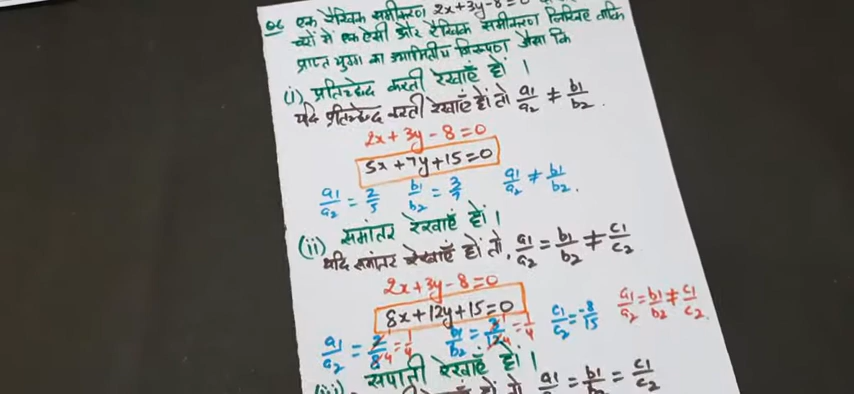 Q6 एक रैखिक समीकरण 2x+3y-8=0
चरों में एक ऐसी और रैखिक समीकरण लिखिए ताकि
प्राप्त युग्म का ज्यामितीय निरूपण जैसा कि
(i) प्रतिच्छेद करती रेखाएँ हों।
यदि प्रतिच्छेद करती रेखाएँ हों तो a1/a2 ≠ b1/b2.
2x+3y-8=0
5x+7y+15=0
a1/a2 = 2/5 b1/b2 = 3/7 a1/a2 ≠ b1/b2.
(ii) समांतर रेखाएं हों।
यदि समांतर रेखाएँ हों तो, a1/a2 = b1/b2 ≠ c1/c2
2x+3y-8=0
8x+12y+15=0
a1/a2 = 2/8 = 1/4 b1/b2 = 3/12 = 1/4 c1/c2 = -8/15 a1/a2 = b1/b2 ≠ c1/c2.
(iii) संपाती रेखाएँ हों।
रेखाएँ हों तो a1/a2 = b1/b2 = c1/c2